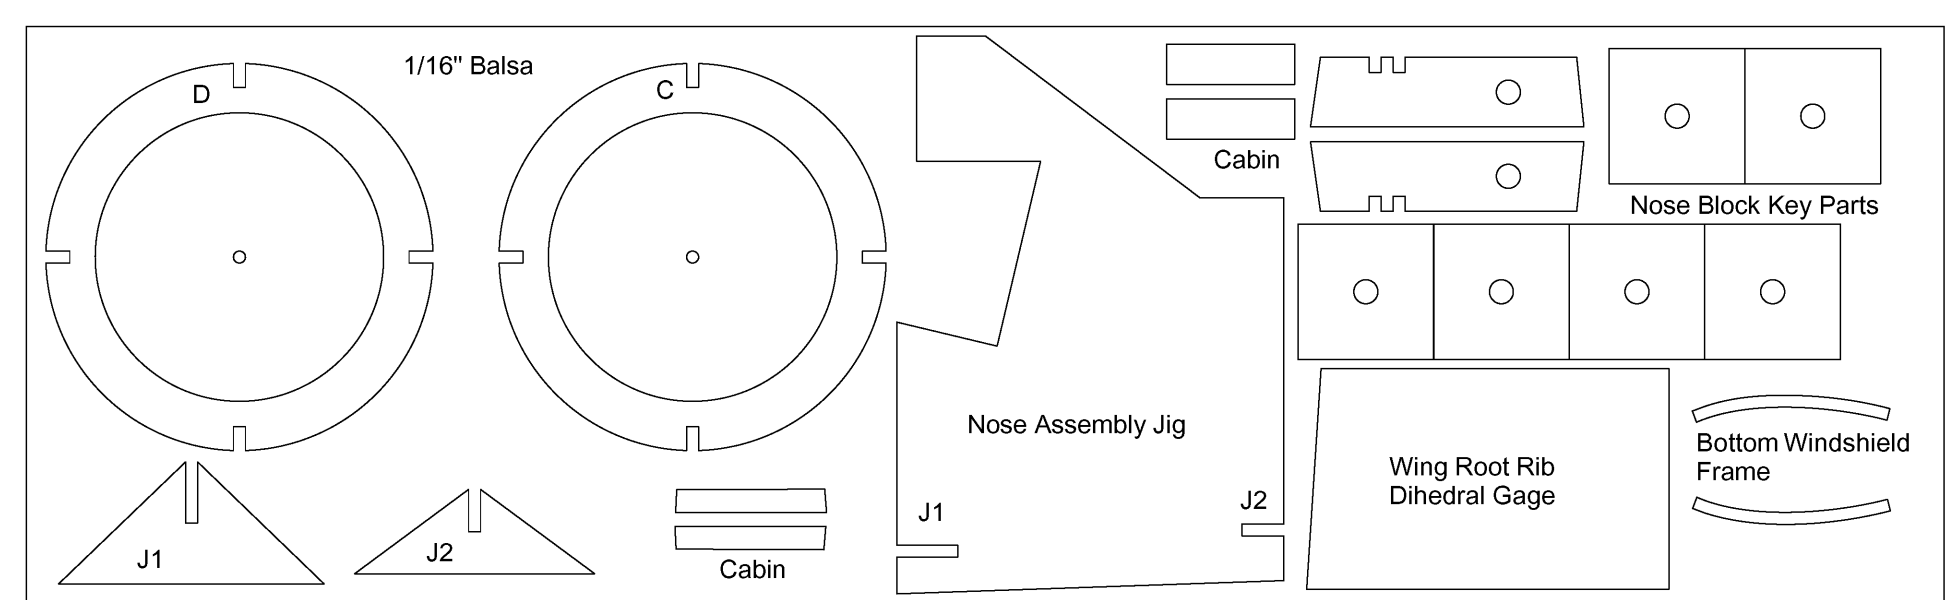 1/16" Balsa
D
C
Cabin
Nose Block Key Parts
Nose Assembly Jig
Bottom Windshield
Frame
Wing Root Rib
Dihedral Gage
J1
J2
J1
J2
Cabin